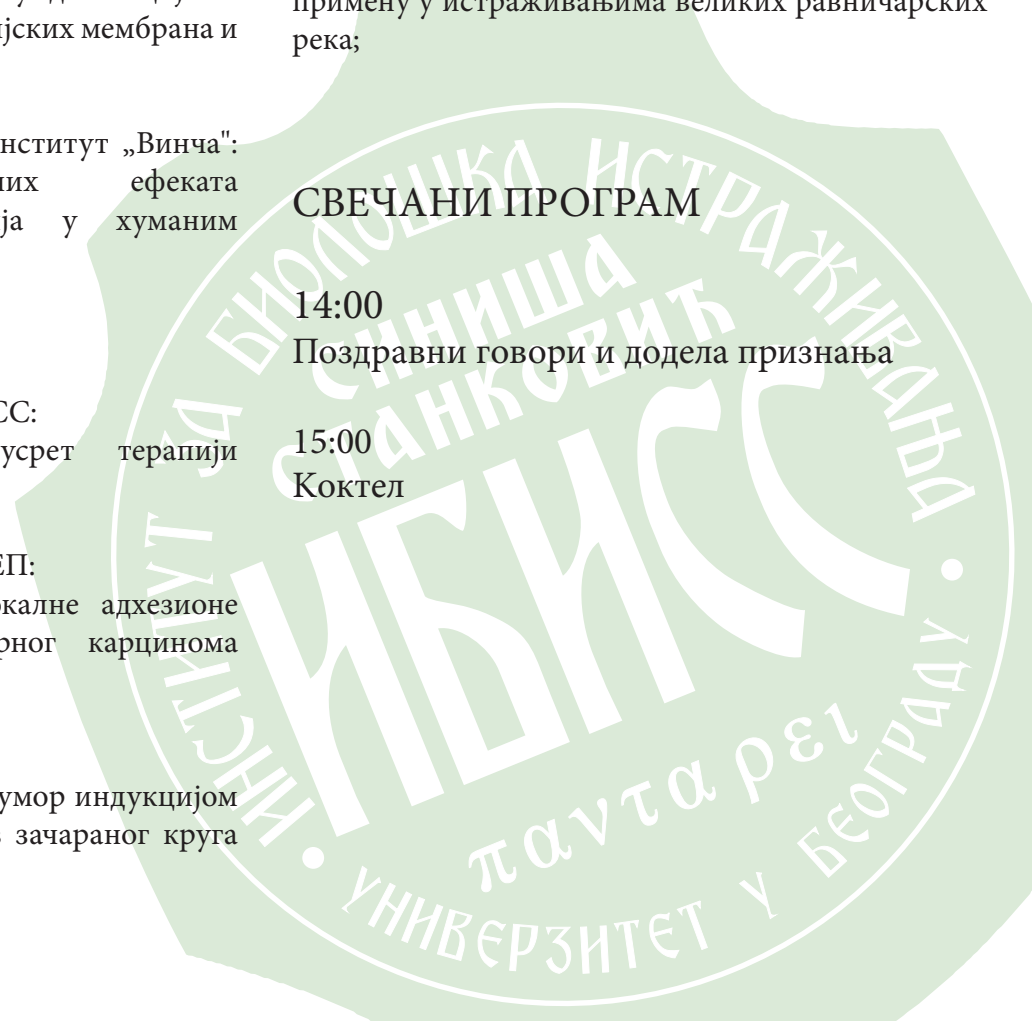 ијских мембрана и
нститут „Винча":
них ефеката
ја у хуманим
СС:
усрет терапији
ЕП:
окалне адхезионе
рног карцинома
умор индукцијом
з зачараног круга
примену у истраживањима великих равничарских
река;
СВЕЧАНИ ПРОГРАМ
14:00
Поздравни говори и додела признања
15:00
Коктел
ИНСТИТУТ ЗА БИОЛОШКА ИСТРАЖИВАЊА
СИНИША
СТАНКОВИЋ
ИБИСС
παντα ρει
УНИВЕРЗИТЕТ У БЕОГРАДУ